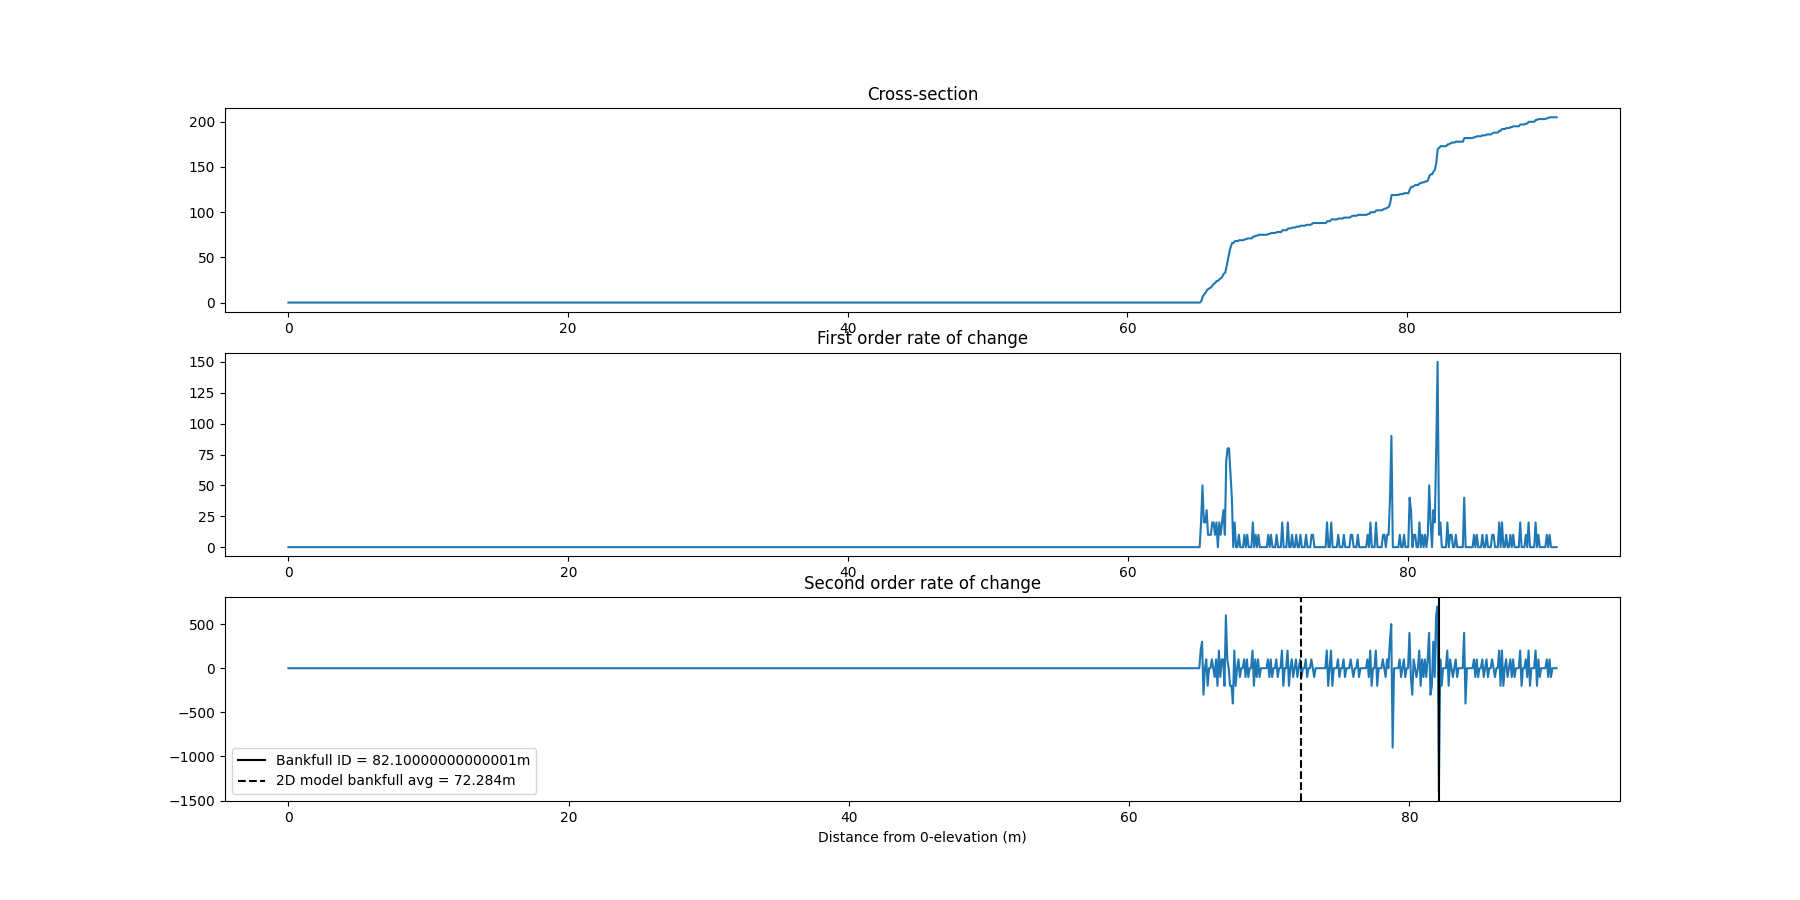 Cross-section
200
150
100
50
0
0 20 40 60 80
First order rate of change
150
125
100
75
50
25
0
0 20 40 60 80
Second order rate of change
500
0
−500
−1000
−1500
Bankfull ID = 82.10000000000001m
2D model bankfull avg = 72.284m
0 20 40 60 80
Distance from 0-elevation (m)